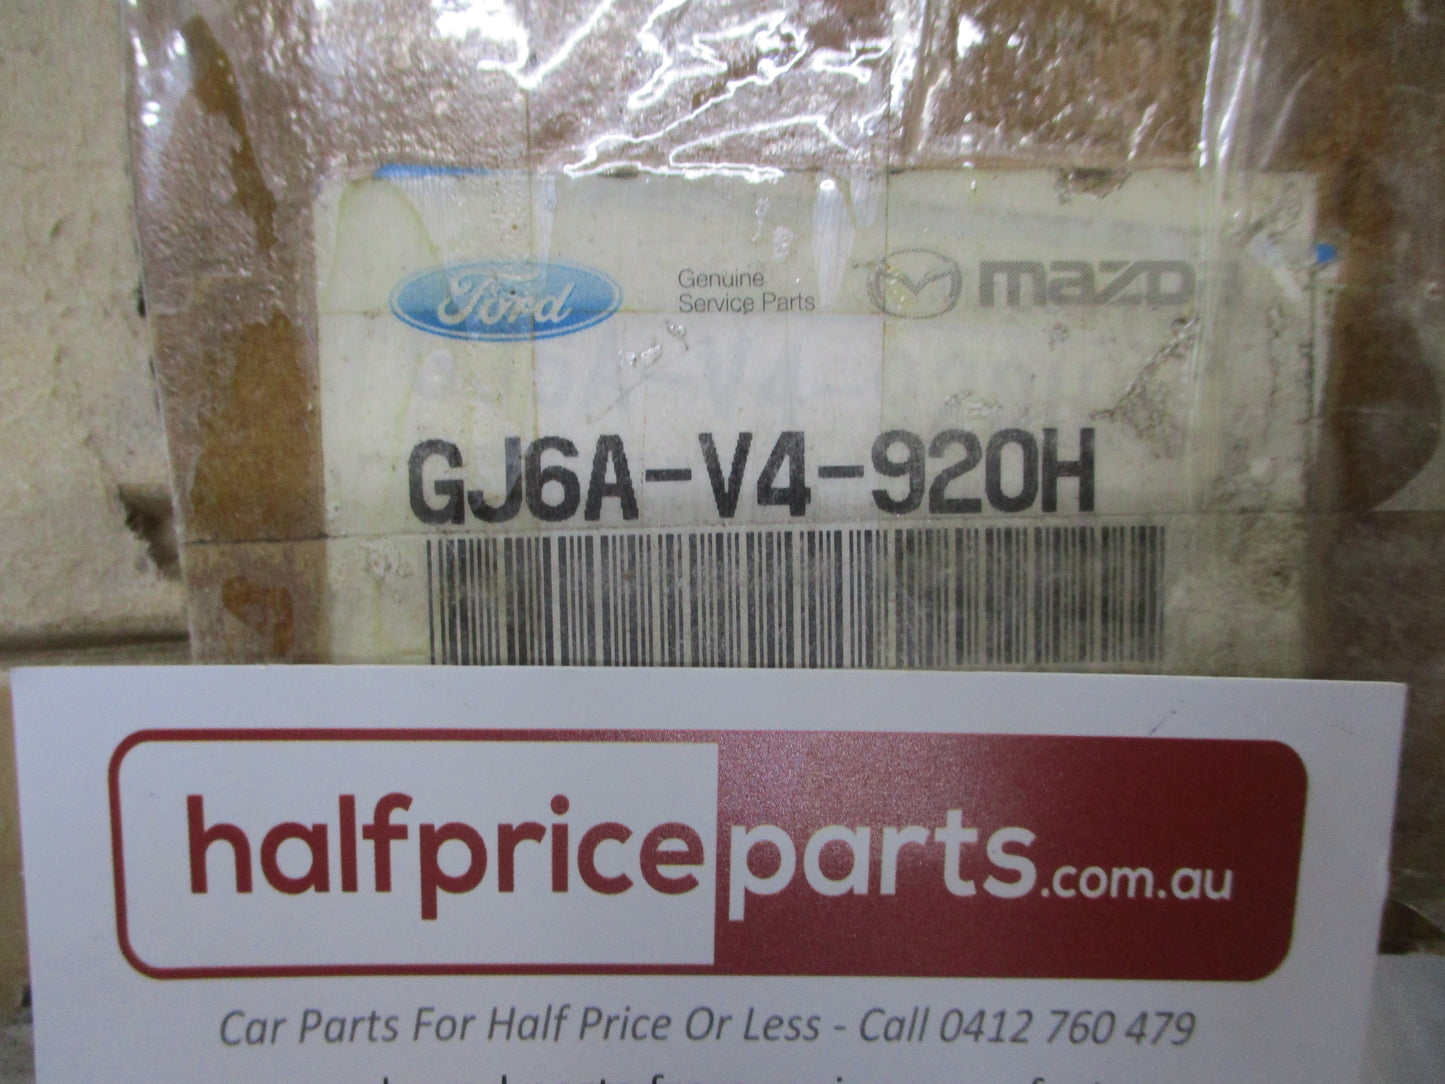 Ford
Genuine
Service Parts
mazda
GJ6A-V4-920H
halfpriceparts.com.au
Car Parts For Half Price Or Less - Call 0412 760 479